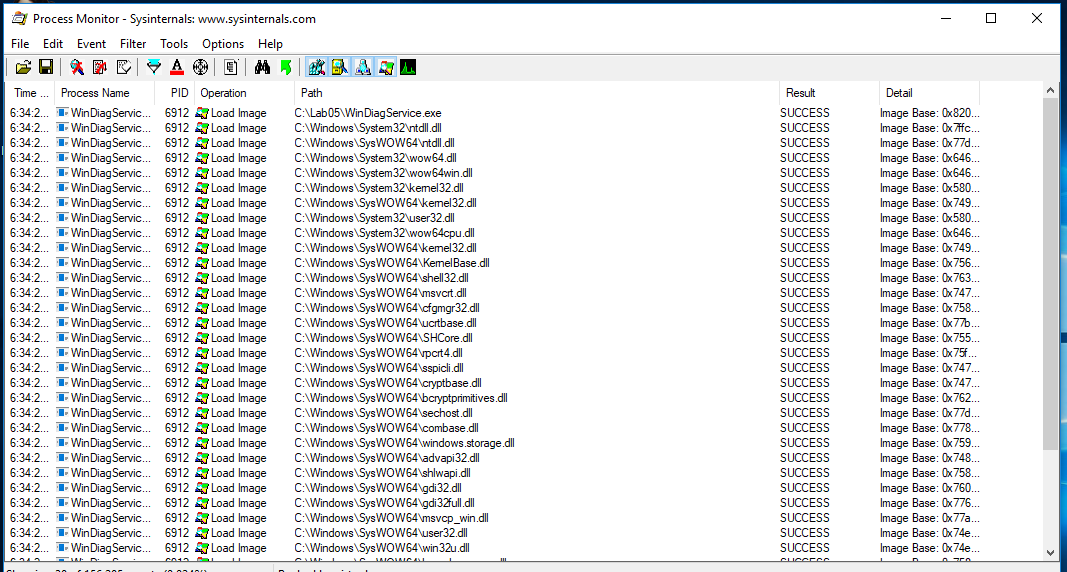 Process Monitor - Sysinternals: www.sysinternals.com
File Edit Event Filter Tools Options Help
Time ... Process Name PID Operation Path Result Detail
6:34:2... WinDiagServic... 6912 Load Image C:\Lab05\WinDiagService.exe SUCCESS Image Base: 0x820...
6:34:2... WinDiagServic... 6912 Load Image C:\Windows\System32\ntdll.dll SUCCESS Image Base: 0x7ffc...
6:34:2... WinDiagServic... 6912 Load Image C:\Windows\SysWOW64\ntdll.dll SUCCESS Image Base: 0x77d...
6:34:2... WinDiagServic... 6912 Load Image C:\Windows\System32\wow64.dll SUCCESS Image Base: 0x646...
6:34:2... WinDiagServic... 6912 Load Image C:\Windows\System32\wow64win.dll SUCCESS Image Base: 0x646...
6:34:2... WinDiagServic... 6912 Load Image C:\Windows\System32\kernel32.dll SUCCESS Image Base: 0x580...
6:34:2... WinDiagServic... 6912 Load Image C:\Windows\SysWOW64\kernel32.dll SUCCESS Image Base: 0x749...
6:34:2... WinDiagServic... 6912 Load Image C:\Windows\System32\user32.dll SUCCESS Image Base: 0x580...
6:34:2... WinDiagServic... 6912 Load Image C:\Windows\System32\wow64cpu.dll SUCCESS Image Base: 0x646...
6:34:2... WinDiagServic... 6912 Load Image C:\Windows\SysWOW64\kernel32.dll SUCCESS Image Base: 0x749...
6:34:2... WinDiagServic... 6912 Load Image C:\Windows\SysWOW64\KernelBase.dll SUCCESS Image Base: 0x756...
6:34:2... WinDiagServic... 6912 Load Image C:\Windows\SysWOW64\shell32.dll SUCCESS Image Base: 0x763...
6:34:2... WinDiagServic... 6912 Load Image C:\Windows\SysWOW64\msvcrt.dll SUCCESS Image Base: 0x747...
6:34:2... WinDiagServic... 6912 Load Image C:\Windows\SysWOW64\cfgmgr32.dll SUCCESS Image Base: 0x758...
6:34:2... WinDiagServic... 6912 Load Image C:\Windows\SysWOW64\ucrtbase.dll SUCCESS Image Base: 0x77b...
6:34:2... WinDiagServic... 6912 Load Image C:\Windows\SysWOW64\SHCore.dll SUCCESS Image Base: 0x755...
6:34:2... WinDiagServic... 6912 Load Image C:\Windows\SysWOW64\rpcrt4.dll SUCCESS Image Base: 0x75f...
6:34:2... WinDiagServic... 6912 Load Image C:\Windows\SysWOW64\sspicli.dll SUCCESS Image Base: 0x747...
6:34:2... WinDiagServic... 6912 Load Image C:\Windows\SysWOW64\cryptbase.dll SUCCESS Image Base: 0x747...
6:34:2... WinDiagServic... 6912 Load Image C:\Windows\SysWOW64\bcryptprimitives.dll SUCCESS Image Base: 0x762...
6:34:2... WinDiagServic... 6912 Load Image C:\Windows\SysWOW64\sechost.dll SUCCESS Image Base: 0x77d...
6:34:2... WinDiagServic... 6912 Load Image C:\Windows\SysWOW64\combase.dll SUCCESS Image Base: 0x778...
6:34:2... WinDiagServic... 6912 Load Image C:\Windows\SysWOW64\windows.storage.dll SUCCESS Image Base: 0x759...
6:34:2... WinDiagServic... 6912 Load Image C:\Windows\SysWOW64\advapi32.dll SUCCESS Image Base: 0x748...
6:34:2... WinDiagServic... 6912 Load Image C:\Windows\SysWOW64\shlwapi.dll SUCCESS Image Base: 0x758...
6:34:2... WinDiagServic... 6912 Load Image C:\Windows\SysWOW64\gdi32.dll SUCCESS Image Base: 0x760...
6:34:2... WinDiagServic... 6912 Load Image C:\Windows\SysWOW64\gdi32full.dll SUCCESS Image Base: 0x776...
6:34:2... WinDiagServic... 6912 Load Image C:\Windows\SysWOW64\msvcp_win.dll SUCCESS Image Base: 0x77a...
6:34:2... WinDiagServic... 6912 Load Image C:\Windows\SysWOW64\user32.dll SUCCESS Image Base: 0x74e...
6:34:2... WinDiagServic... 6912 Load Image C:\Windows\SysWOW64\win32u.dll SUCCESS Image Base: 0x74e...